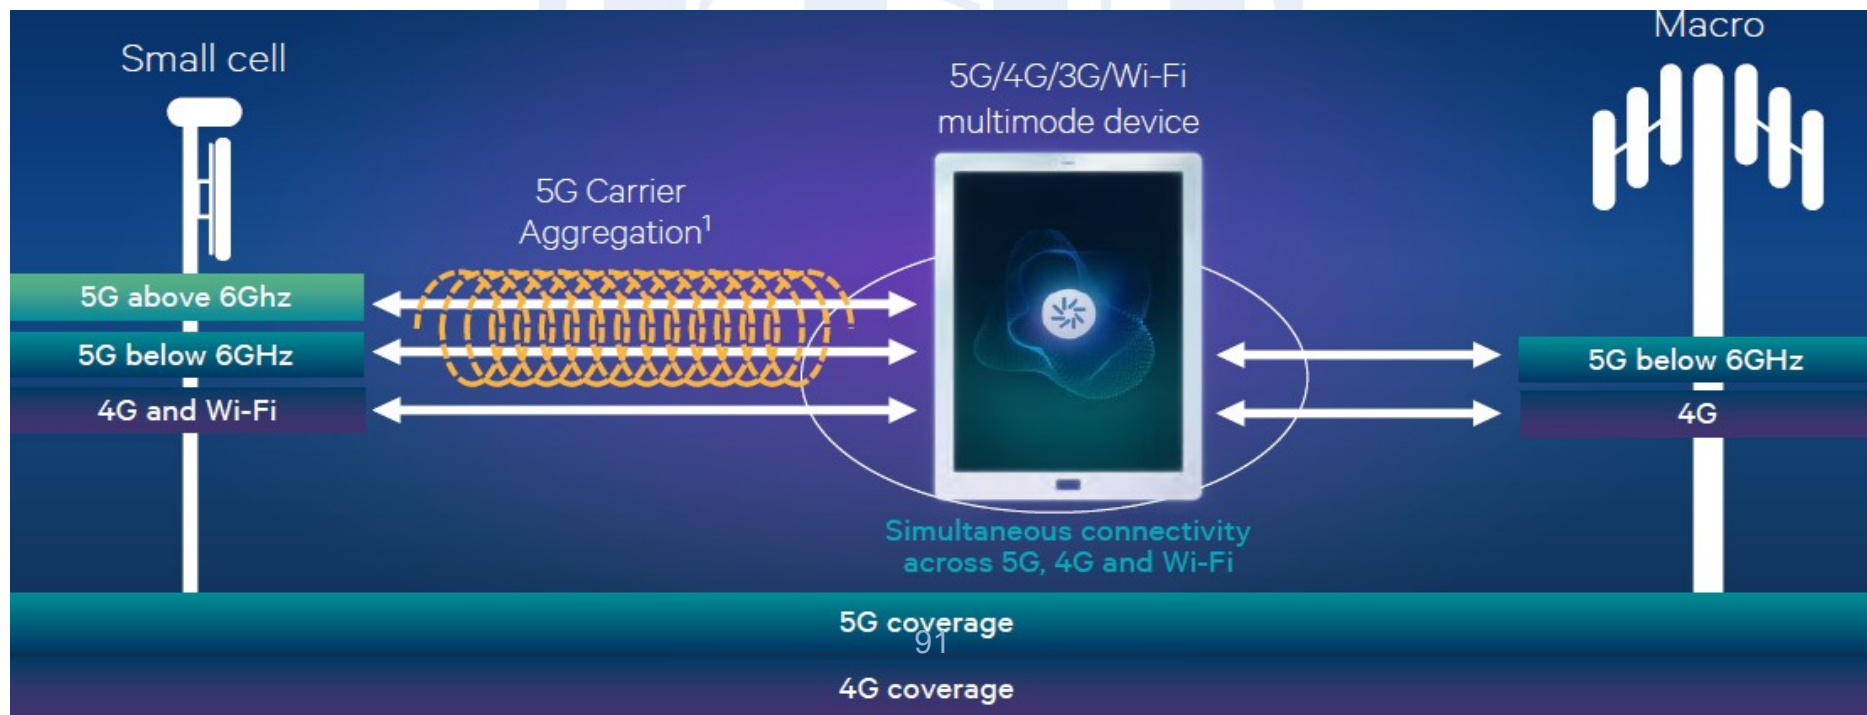 Small cell
Macro
5G/4G/3G/Wi-Fi
multimode device
5G Carrier
Aggregation¹
5G above 6Ghz
5G below 6GHz
4G and Wi-Fi
5G below 6GHz
4G
Simultaneous connectivity
across 5G, 4G and Wi-Fi
5G coverage
91
4G coverage